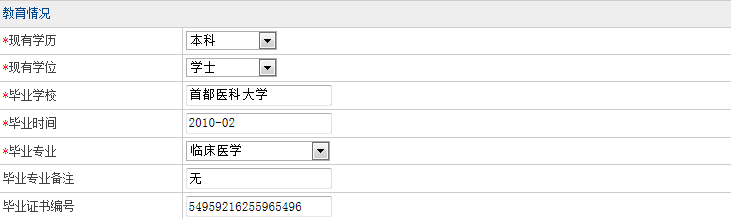 教育情况
*现有学历 本科
*现有学位 学士
*毕业学校 首都医科大学
*毕业时间 2010-02
*毕业专业 临床医学
毕业专业备注 无
毕业证书编号 54959216255965496